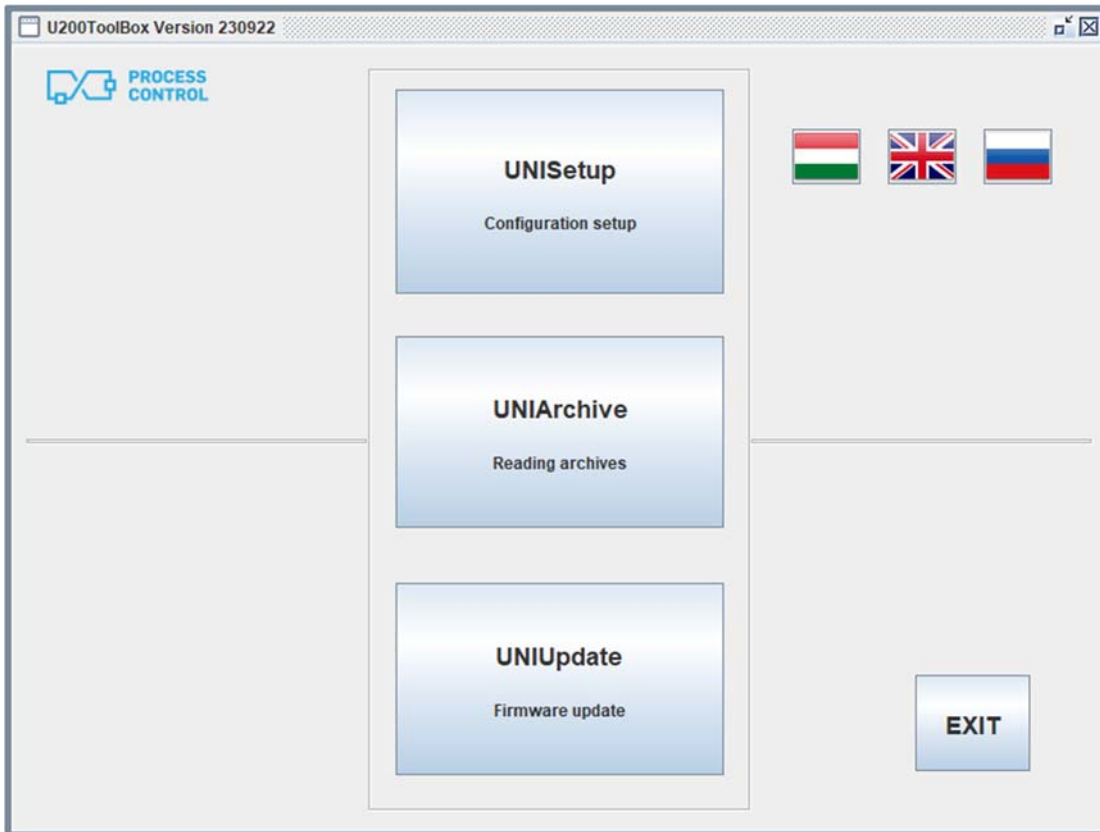 U200ToolBox Version 230922
PROCESS
CONTROL
UNISetup
Configuration setup
UNIArchive
Reading archives
UNIUpdate
Firmware update
EXIT